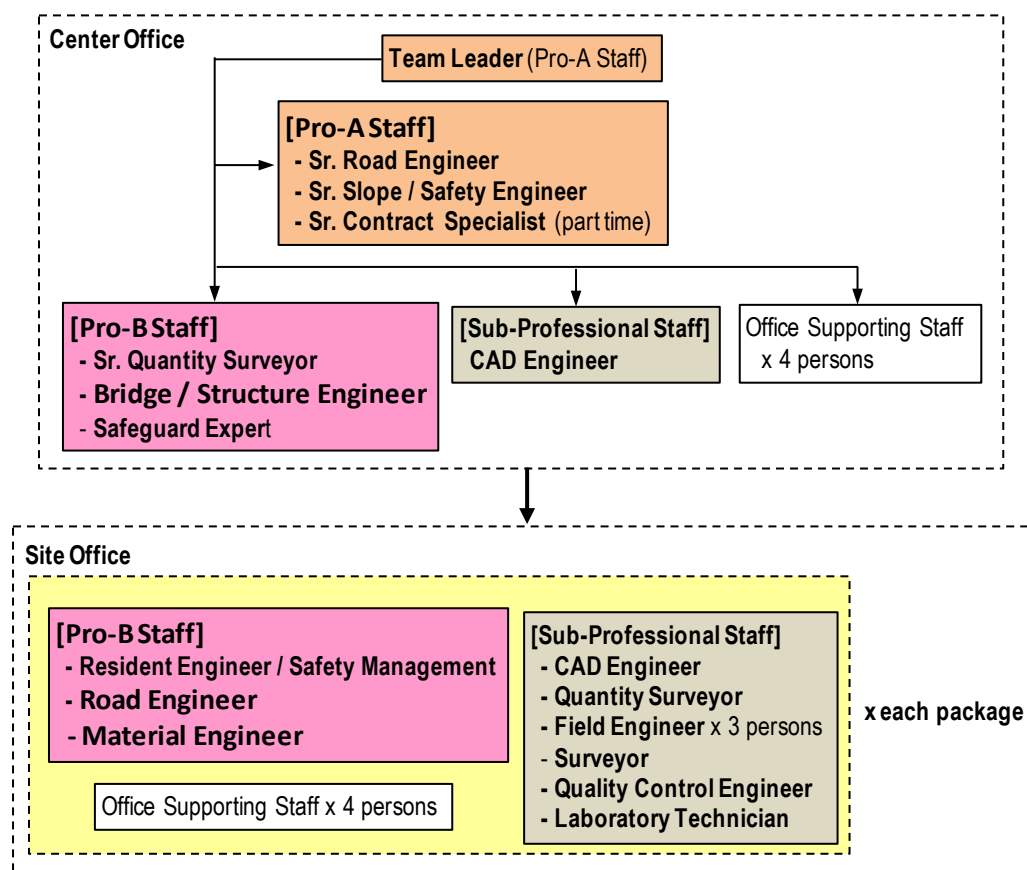 Center Office
Team Leader (Pro-A Staff)
[Pro-A Staff]
- Sr. Road Engineer
- Sr. Slope / Safety Engineer
- Sr. Contract Specialist (part time)
[Pro-B Staff]
- Sr. Quantity Surveyor
- Bridge / Structure Engineer
- Safeguard Expert
[Sub-Professional Staff]
CAD Engineer
Office Supporting Staff
x 4 persons
Site Office
[Pro-B Staff]
- Resident Engineer / Safety Management
- Road Engineer
- Material Engineer
Office Supporting Staff x 4 persons
[Sub-Professional Staff]
- CAD Engineer
- Quantity Surveyor
- Field Engineer x 3 persons
- Surveyor
- Quality Control Engineer
- Laboratory Technician
x each package